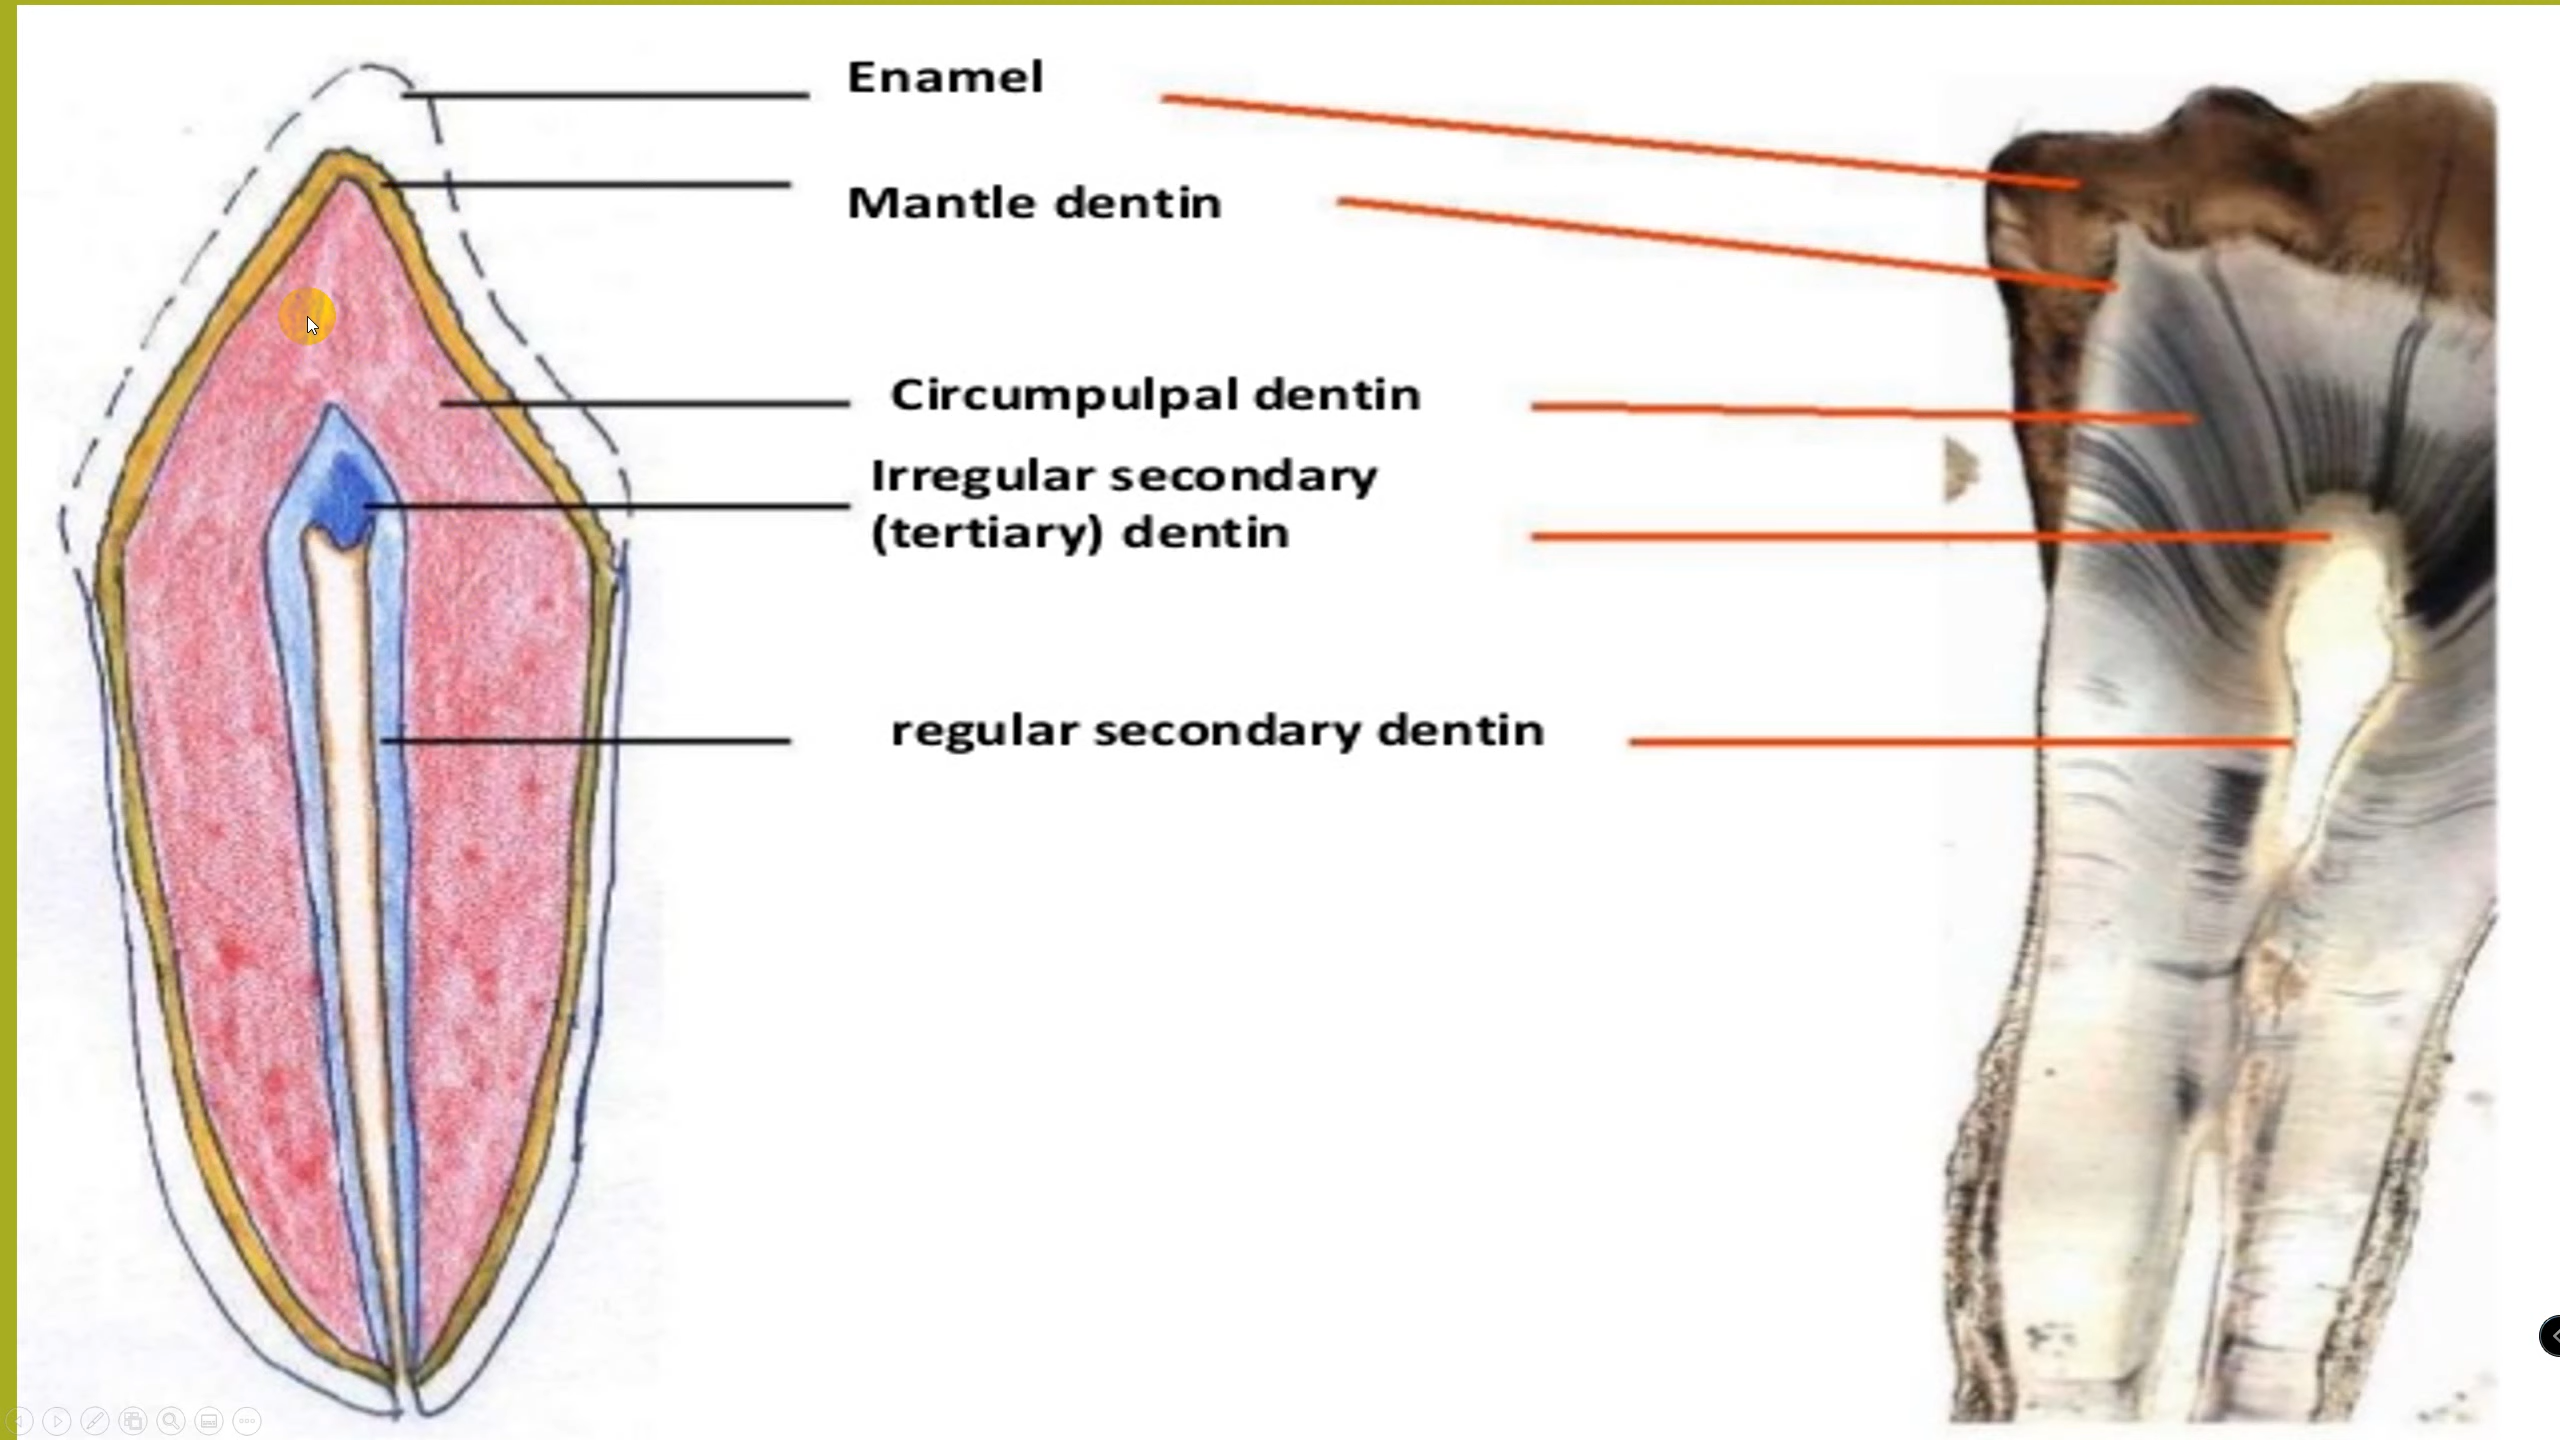 Enamel
Mantle dentin
Circumpulpal dentin
Irregular secondary
(tertiary) dentin
regular secondary dentin